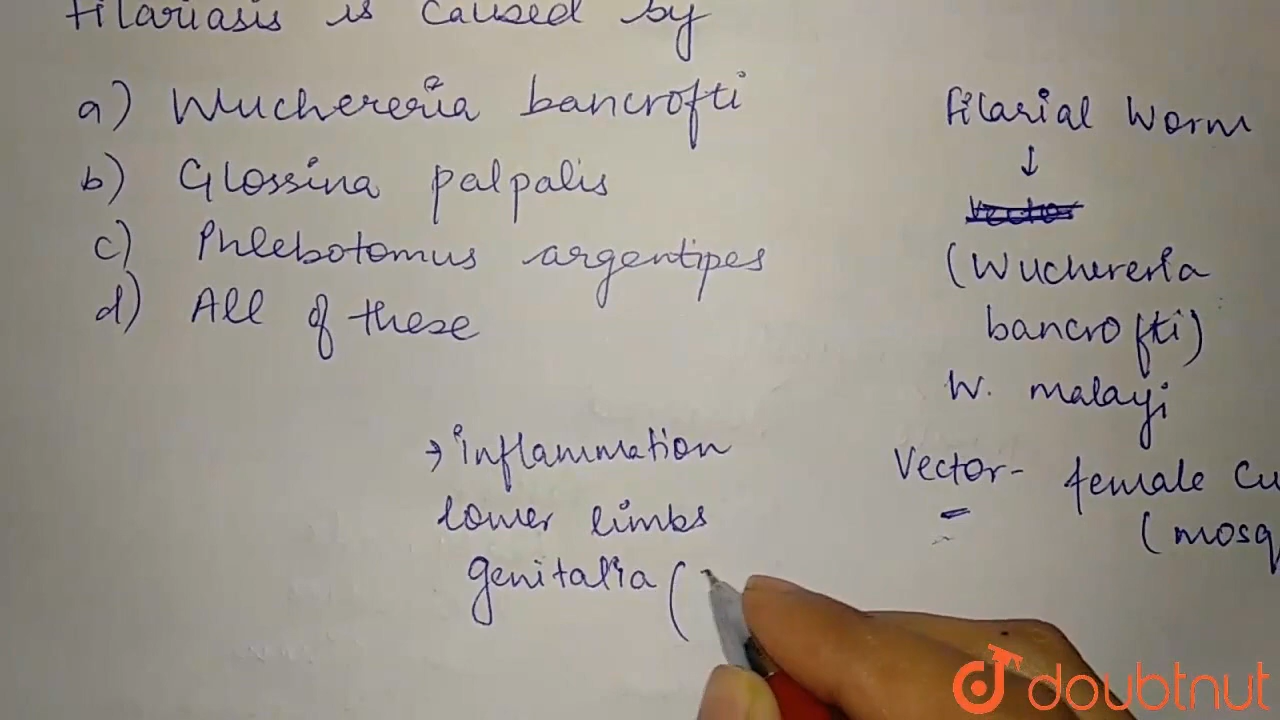 Filariasis is caused by
a) Wuchereria bancrofti
b) Glossina palpalis
c) Phlebotomus argentipes
d) All of these
Filarial Worm
↓
Vector
(Wuchereria
bancrofti)
W. malayi
Vector- female Cu
(mosq
→ inflammation
lower limbs
genitalia (
doubtnut